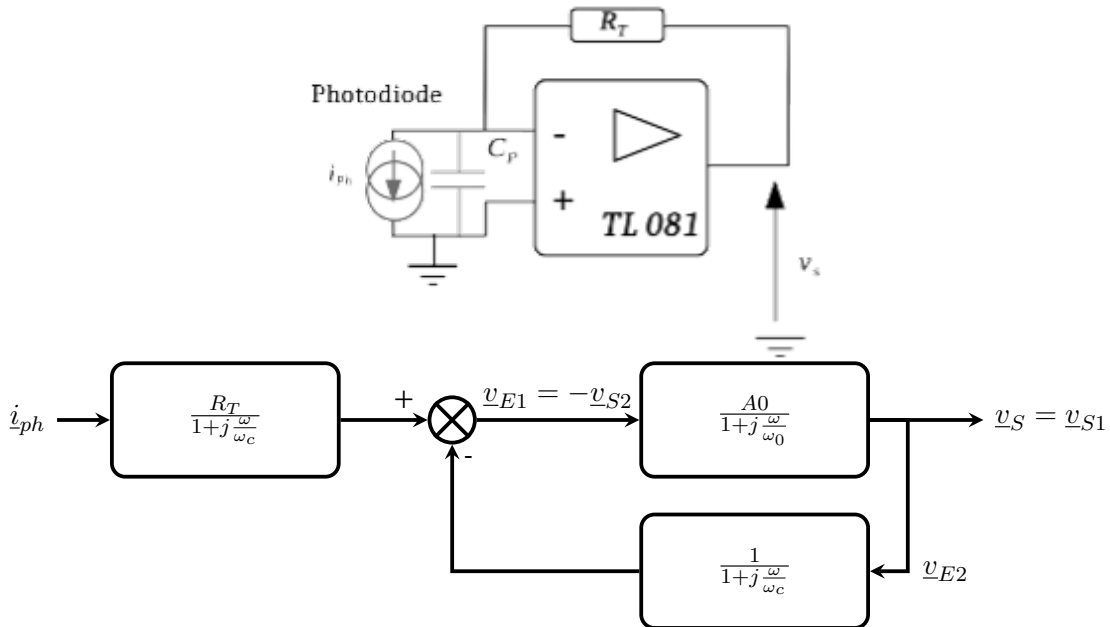 R_T
Photodiode
C_P
-
i_ph
+
TL 081
v_s
i_ph
R_T / (1+j ω/ω_c)
+
v_E1 = −v_S2
A0 / (1+j ω/ω_0)
v_S = v_S1
-
1 / (1+j ω/ω_c)
v_E2